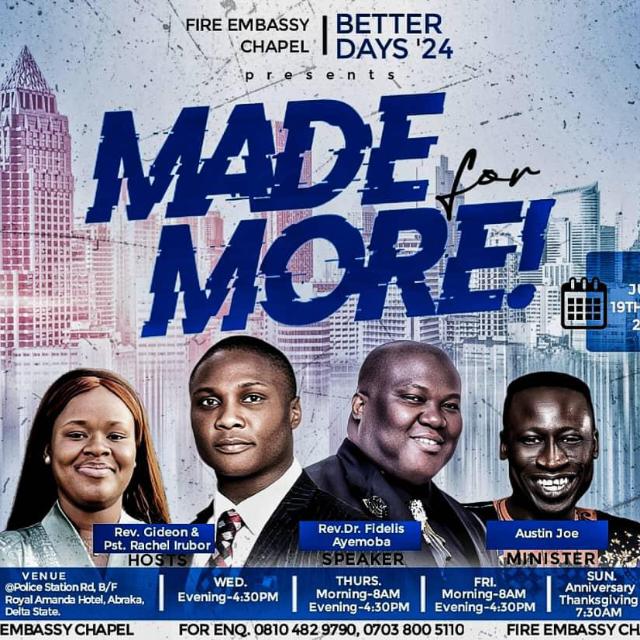 FIRE EMBASSY
CHAPEL
BETTER
DAYS '24
presents
MADE
for
MORE!
19TH
Rev. Gideon &
Pst. Rachel Irubor
HOSTS
Rev.Dr. Fidelis
Ayemoba
SPEAKER
Austin Joe
MINISTER
VENUE
@Police Station Rd, B/F
Royal Amanda Hotel, Abraka,
Delta State.
WED.
Evening-4:30PM
THURS.
Morning-8AM
Evening-4:30PM
FRI.
Morning-8AM
Evening-4:30PM
SUN.
Anniversary
Thanksgiving
7:30AM
EMBASSY CHAPEL
FOR ENQ. 0810 482 9790, 0703 800 5110
FIRE EMBASSY CH